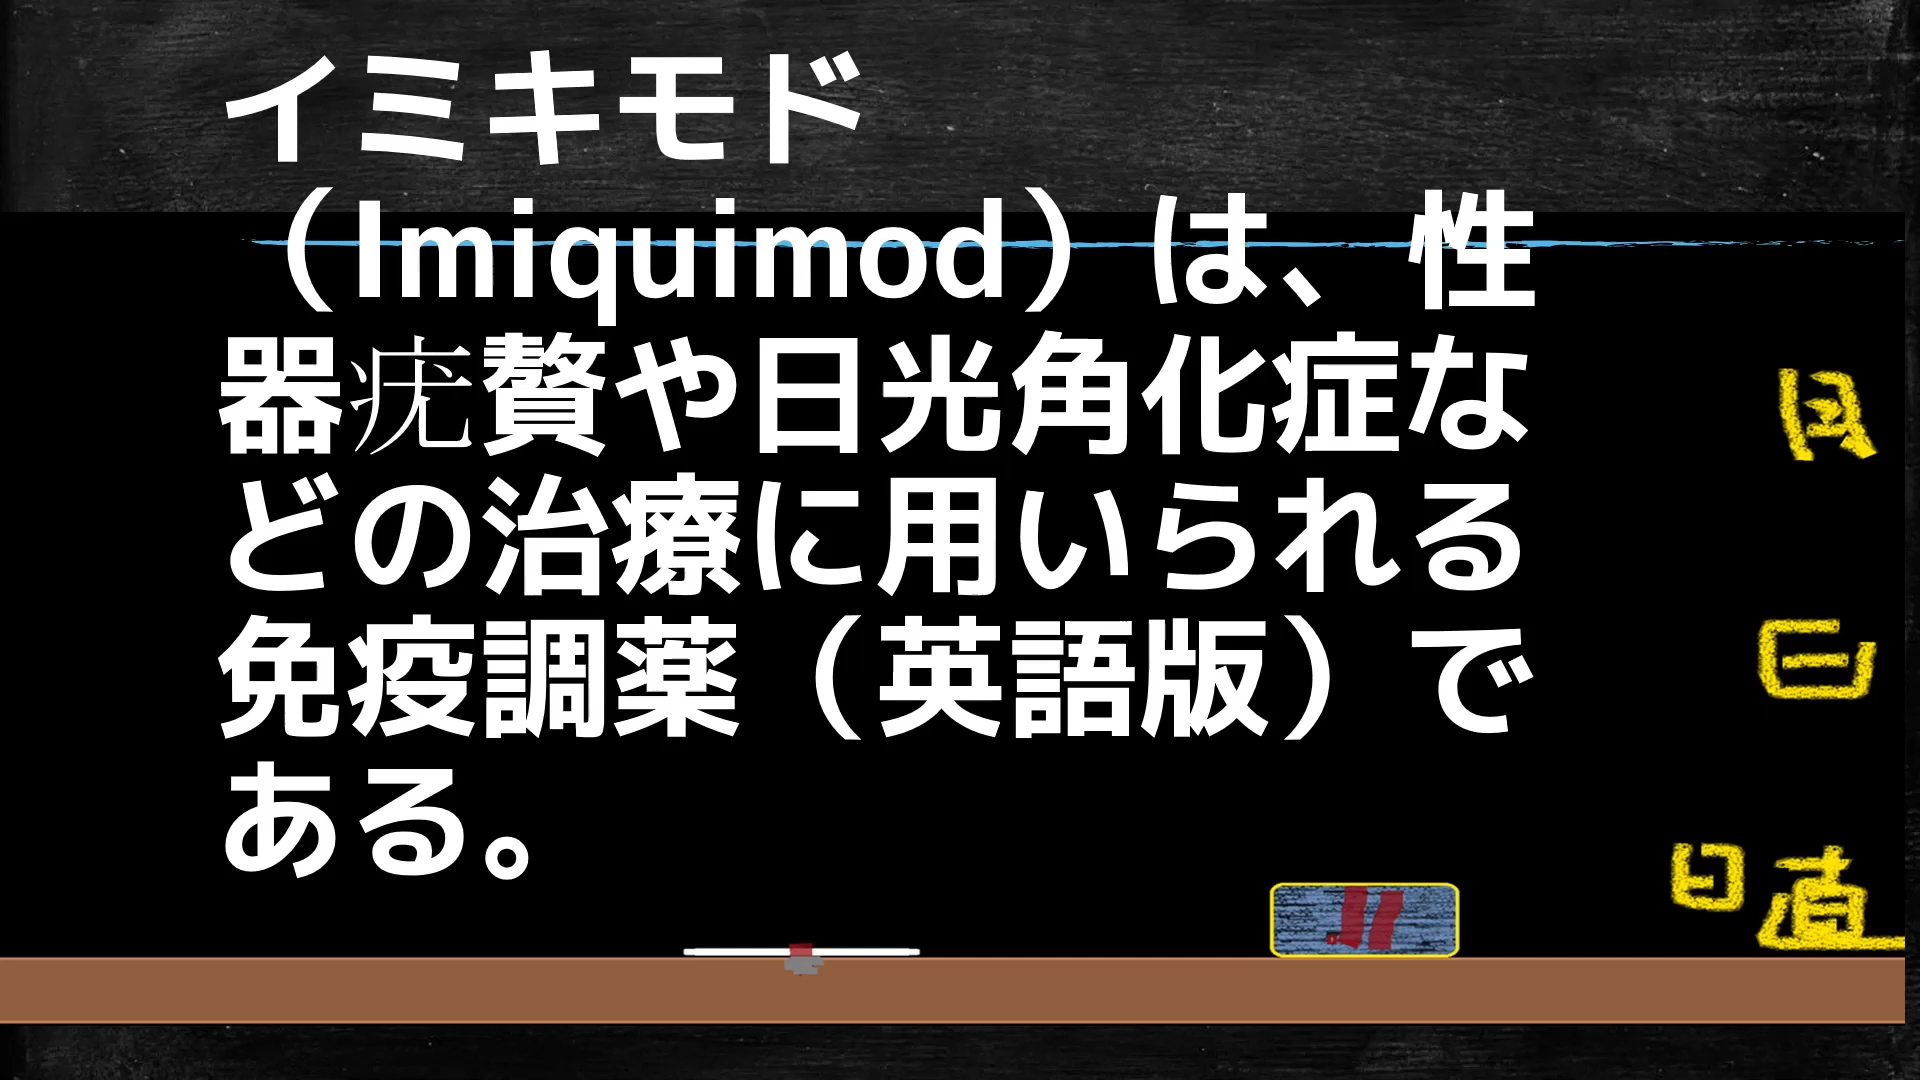 イミキモド
（Imiquimod）は、性
器疣贅や日光角化症な
どの治療に用いられる
免疫調薬（英語版）で
ある。
日直